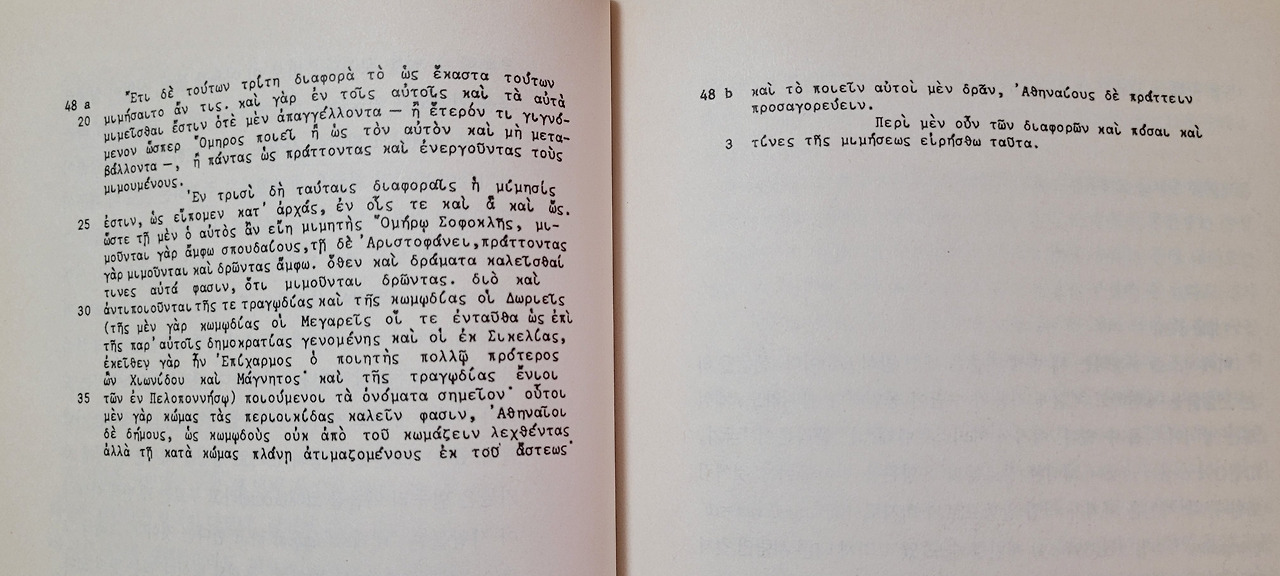 Ἔτι δὲ τούτων τρίτη διαφορὰ τὸ ὡς ἕκαστα τούτων
48 a μιμήσαιτο ἄν τις. καὶ γὰρ ἐν τοῖς αὐτοῖς καὶ τὰ αὐτὰ
20 μιμεῖσθαι ἔστιν ὁτὲ μὲν ἀπαγγέλλοντα — ἢ ἕτερόν τι γιγνό-
μενον ὥσπερ Ὅμηρος ποιεῖ ἢ ὡς τὸν αὐτὸν καὶ μὴ μετα-
βάλλοντα —, ἢ πάντας ὡς πράττοντας καὶ ἐνεργοῦντας τοὺς
μιμουμένους.
Ἐν τρισὶ δὴ ταύταις διαφοραῖς ἡ μίμησίς
25 ἐστιν, ὡς εἴπομεν κατ' ἀρχάς, ἐν οἷς τε καὶ ἃ καὶ ὥς.
ὥστε τῇ μὲν ὁ αὐτὸς ἂν εἴη μιμητὴς Ὁμήρῳ Σοφοκλῆς, μι-
μοῦνται γὰρ ἄμφω σπουδαίους, τῇ δὲ Ἀριστοφάνει, πράττοντας
γὰρ μιμοῦνται καὶ δρῶντας ἄμφω. ὅθεν καὶ δράματα καλεῖσθαί
τινες αὐτά φασιν, ὅτι μιμοῦνται δρῶντας. διὸ καὶ
30 ἀντιποιοῦνται τῆς τε τραγῳδίας καὶ τῆς κωμῳδίας οἱ Δωριεῖς
(τῆς μὲν γὰρ κωμῳδίας οἱ Μεγαρεῖς οἵ τε ἐνταῦθα ὡς ἐπὶ
τῆς παρ' αὐτοῖς δημοκρατίας γενομένης καὶ οἱ ἐκ Σικελίας,
ἐκεῖθεν γὰρ ἦν Ἐπίχαρμος ὁ ποιητὴς πολλῷ πρότερος
ὢν Χιωνίδου καὶ Μάγνητος· καὶ τῆς τραγῳδίας ἔνιοι
35 τῶν ἐν Πελοποννήσῳ) ποιούμενοι τὰ ὀνόματα σημεῖον· οὗτοι
μὲν γὰρ κώμας τὰς περιοικίδας καλεῖν φασιν, Ἀθηναῖοι
δὲ δήμους, ὡς κωμῳδοὺς οὐκ ἀπὸ τοῦ κωμάζειν λεχθέντας
ἀλλὰ τῇ κατὰ κώμας πλάνῃ ἀτιμαζομένους ἐκ τοῦ ἄστεως·
48 b καὶ τὸ ποιεῖν αὐτοὶ μὲν δρᾶν, Ἀθηναίους δὲ πράττειν
προσαγορεύειν.
Περὶ μὲν οὖν τῶν διαφορῶν καὶ πόσαι καὶ
3 τίνες τῆς μιμήσεως εἰρήσθω ταῦτα.